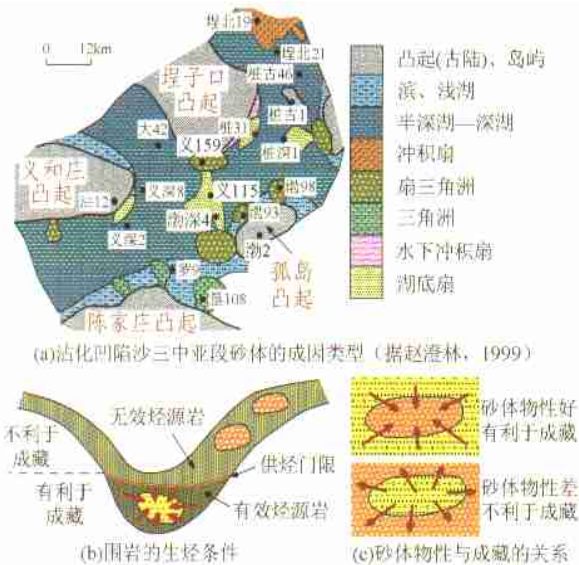 埕北19
0 12km
埕北21
桩古46
埕子口
凸起
大42
桩31
桩古1
义159
桩深1
义和庄
凸起
义深8
义115
渤98
渤深4
渤93
义深2
渤2
孤岛
凸起
罗9
陈家庄凸起
凸起(古陆)、岛屿
滨、浅湖
半深湖—深湖
冲积扇
扇三角洲
三角洲
水下冲积扇
湖底扇
(a)沾化凹陷沙三中亚段砂体的成因类型（据赵澄林，1999）
无效烃源岩
不利于
成藏
供烃门限
有利于
成藏
有效烃源岩
(b)围岩的生烃条件
砂体物性好
有利于成藏
砂体物性差
不利于成藏
(c)砂体物性与成藏的关系